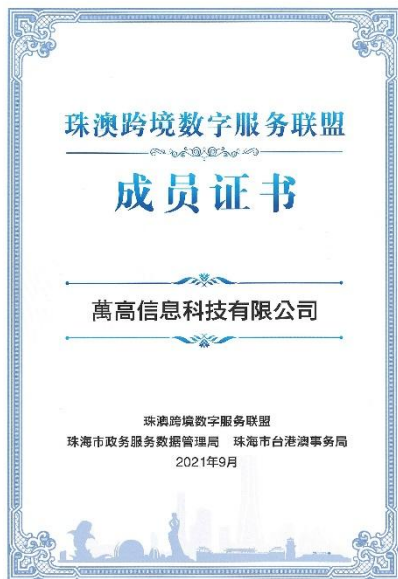 珠澳跨境数字服务联盟
成员证书
萬高信息科技有限公司
珠澳跨境数字服务联盟
珠海市政务服务数据管理局 珠海市台港澳事务局
2021年9月